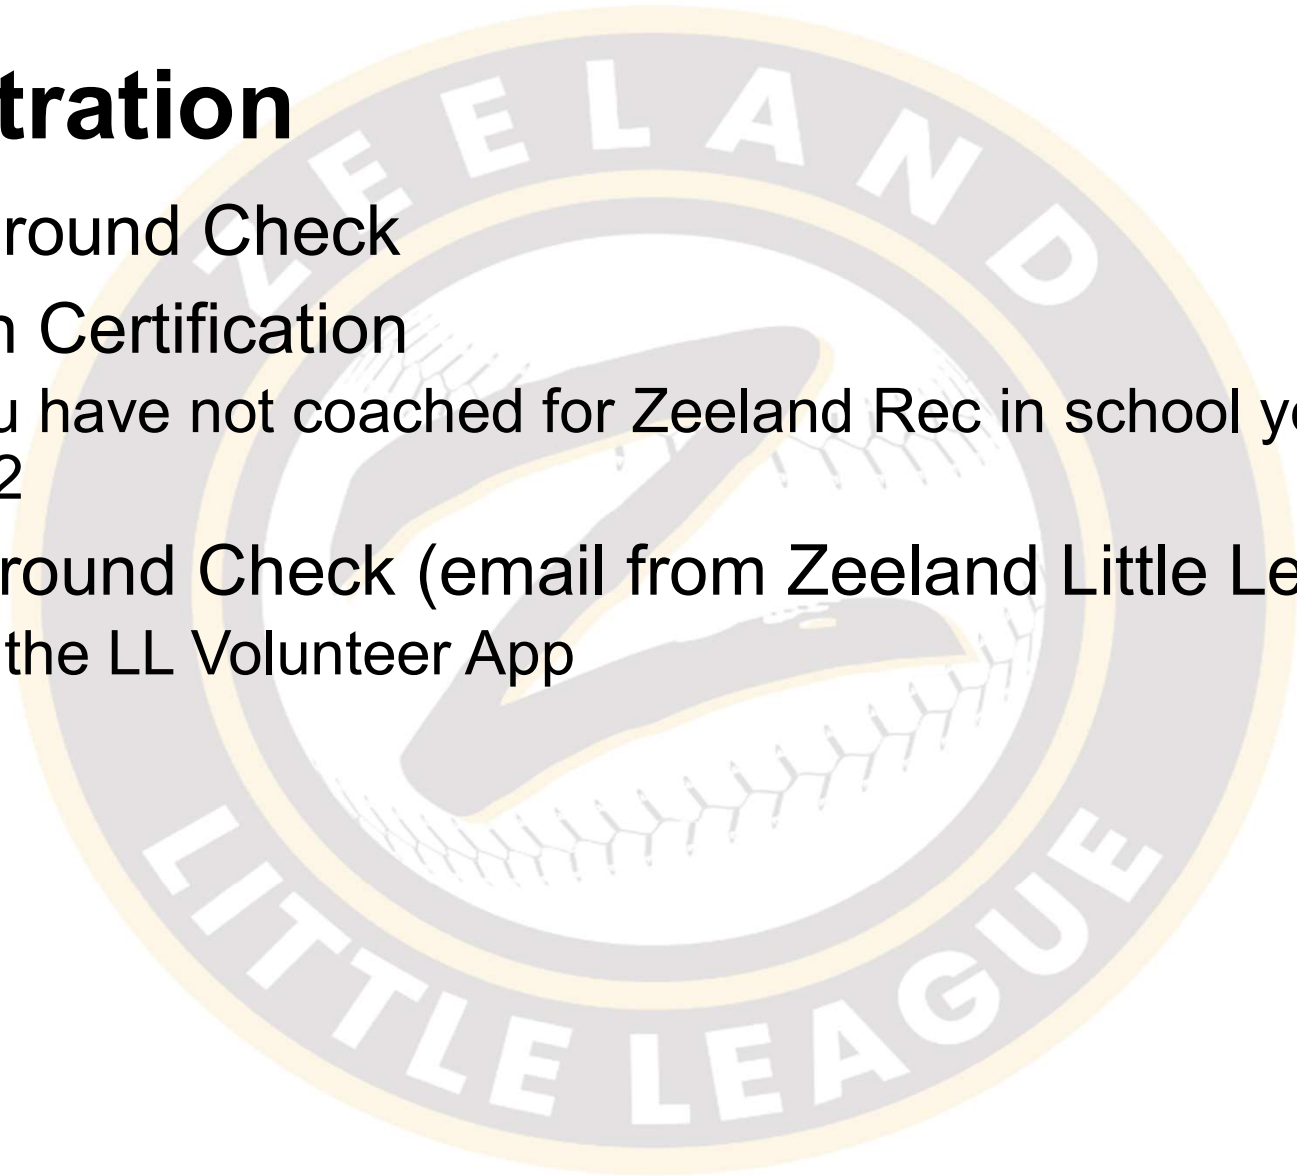 tration
round Check
n Certification
u have not coached for Zeeland Rec in school ye
2
round Check (email from Zeeland Little Le
the LL Volunteer App
ZEELAND
LITTLE LEAGUE